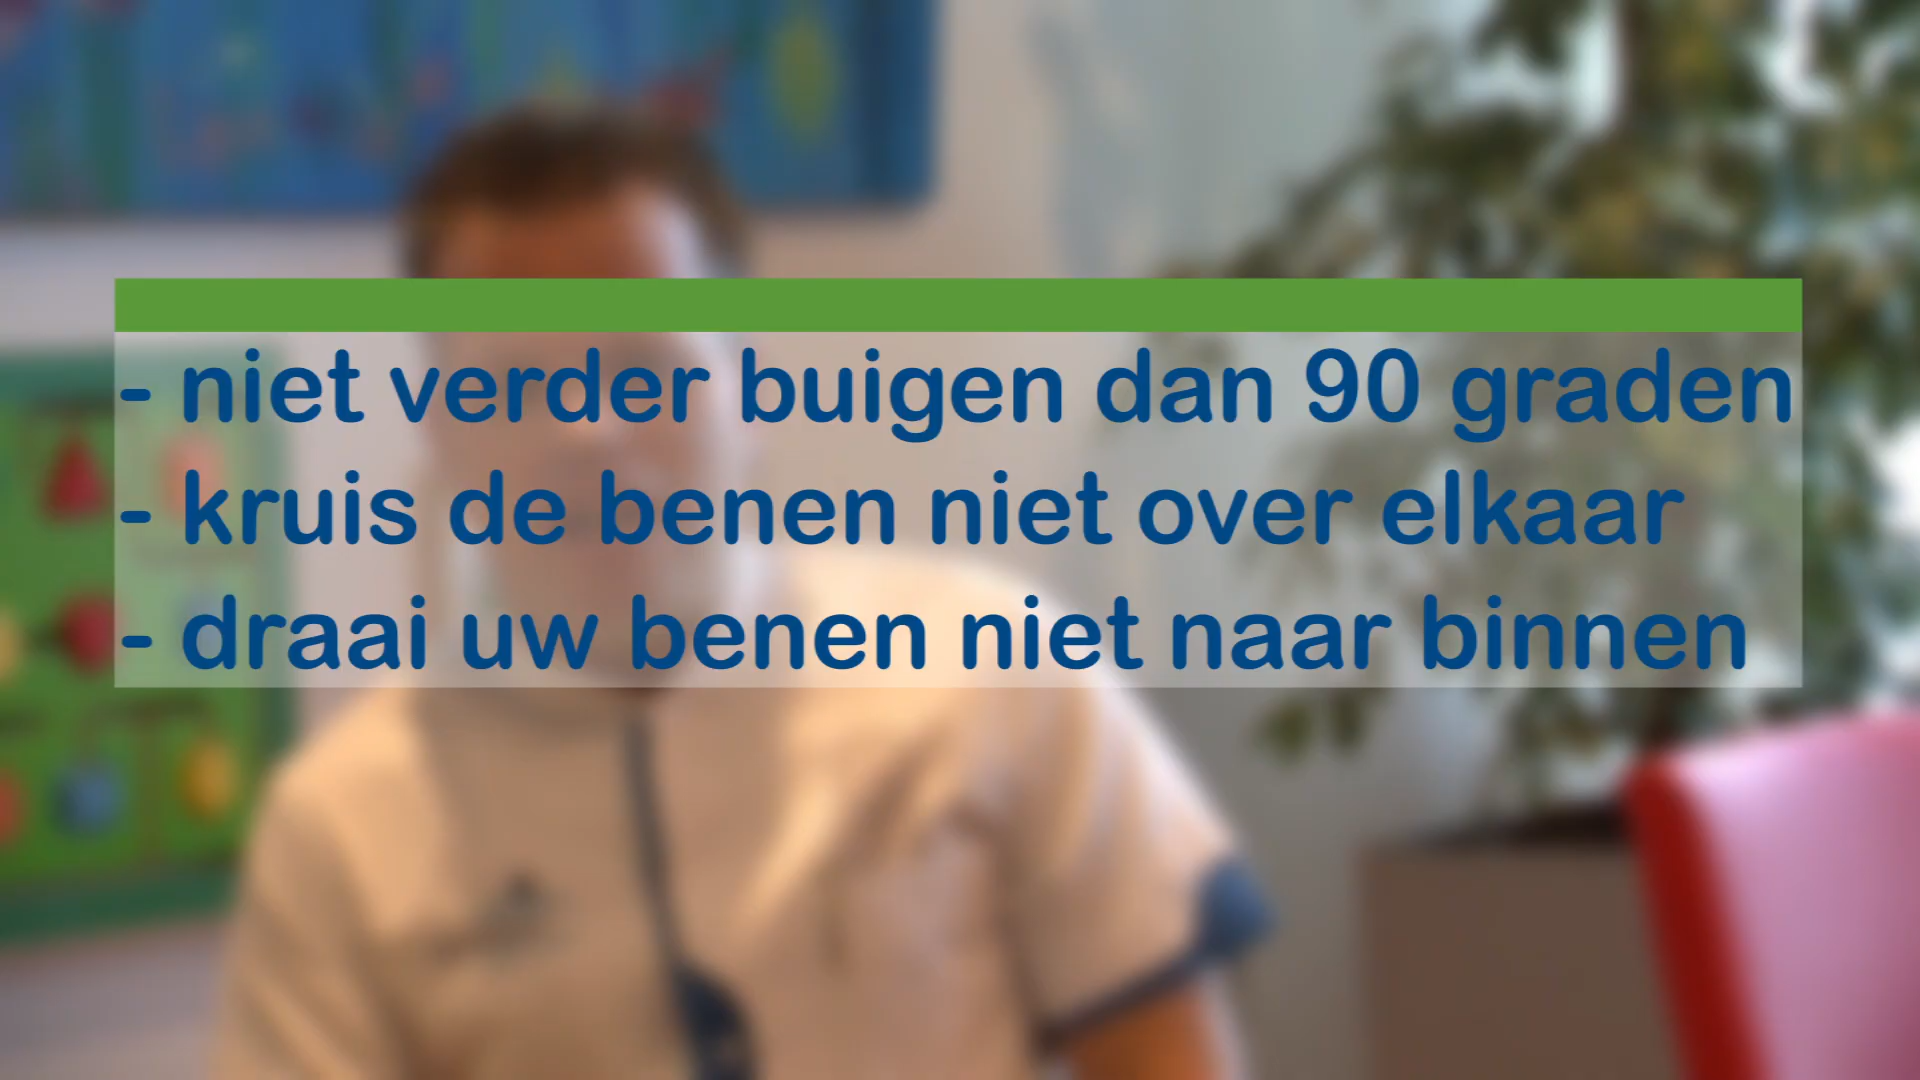 - niet verder buigen dan 90 graden
- kruis de benen niet over elkaar
- draai uw benen niet naar binnen